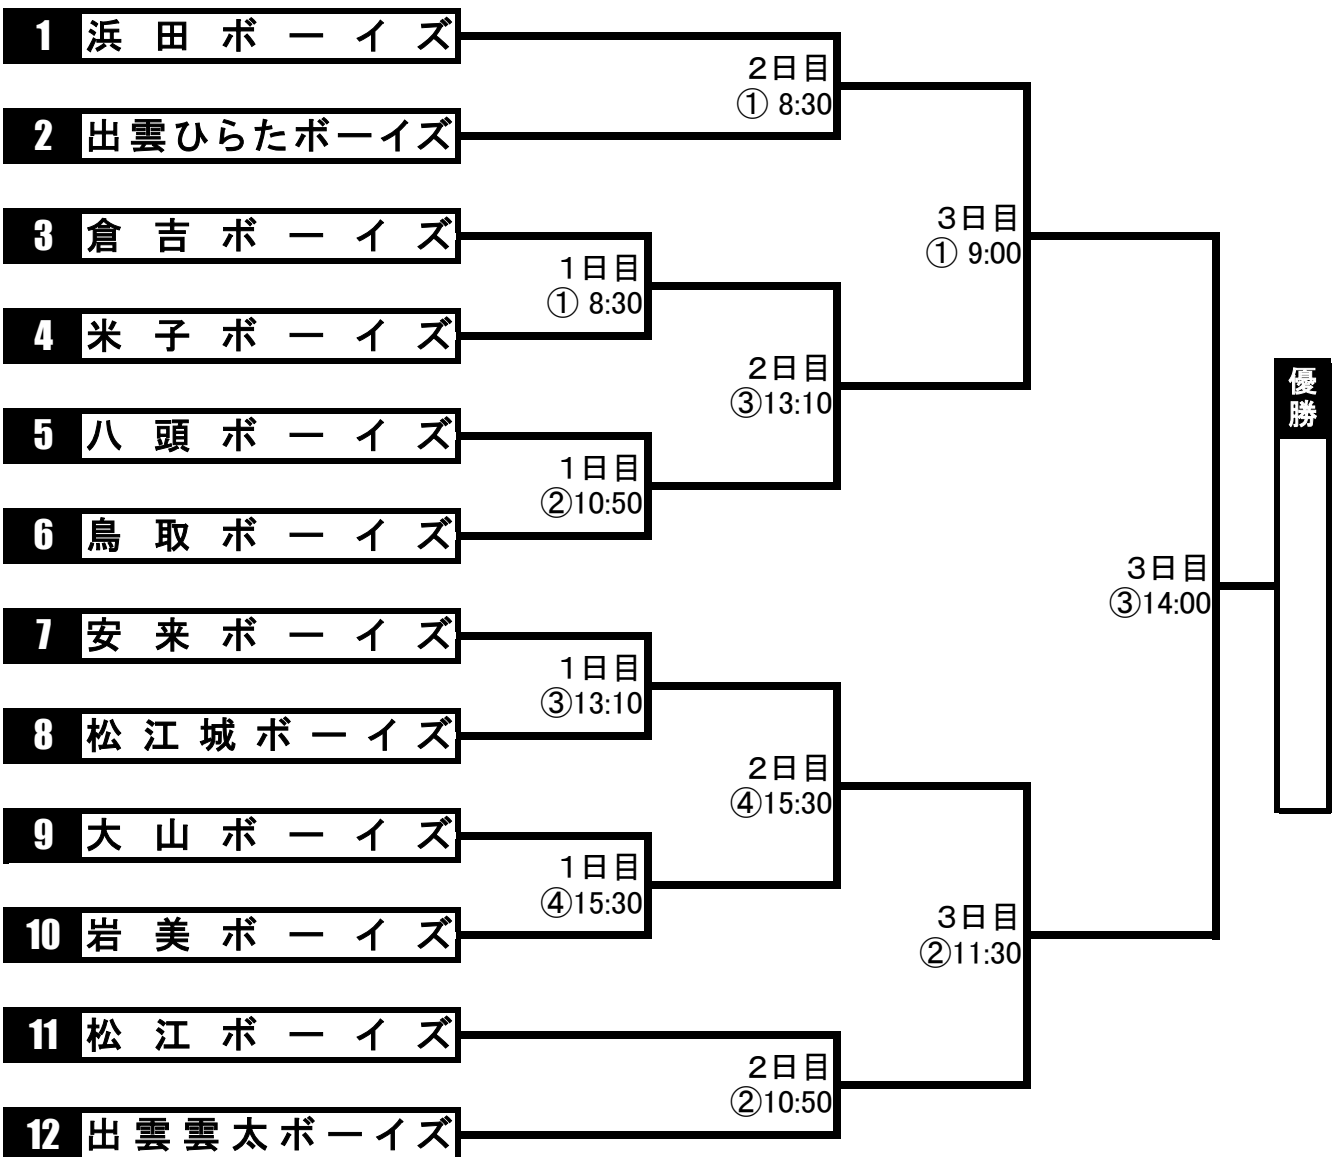 1 浜田ボーイズ
2日目
① 8:30
2 出雲ひらたボーイズ
3 倉吉ボーイズ
3日目
① 9:00
1日目
① 8:30
4 米子ボーイズ
2日目
③13:10
優勝
5 八頭ボーイズ
1日目
②10:50
6 鳥取ボーイズ
3日目
③14:00
7 安来ボーイズ
1日目
③13:10
8 松江城ボーイズ
2日目
④15:30
9 大山ボーイズ
1日目
④15:30
10 岩美ボーイズ
3日目
②11:30
11 松江ボーイズ
2日目
②10:50
12 出雲雲太ボーイズ